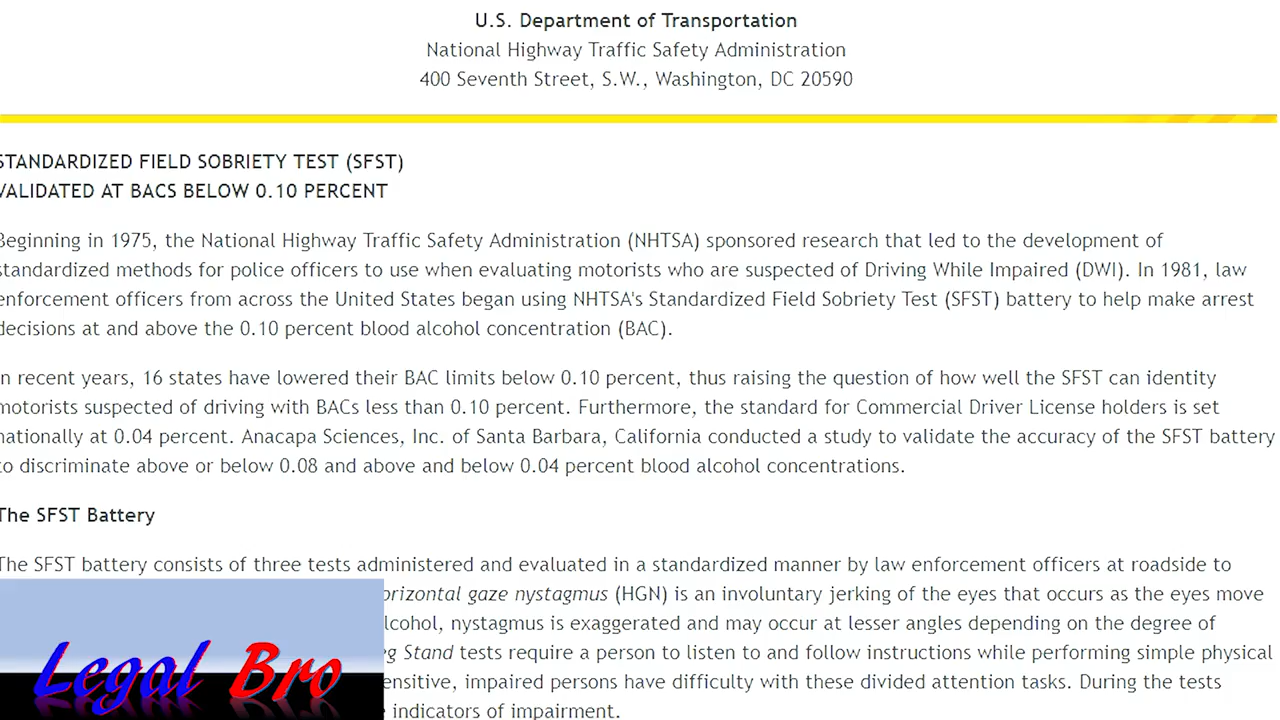 U.S. Department of Transportation
National Highway Traffic Safety Administration
400 Seventh Street, S.W., Washington, DC 20590
STANDARDIZED FIELD SOBRIETY TEST (SFST)
VALIDATED AT BACS BELOW 0.10 PERCENT
Beginning in 1975, the National Highway Traffic Safety Administration (NHTSA) sponsored research that led to the development of
standardized methods for police officers to use when evaluating motorists who are suspected of Driving While Impaired (DWI). In 1981, law
enforcement officers from across the United States began using NHTSA's Standardized Field Sobriety Test (SFST) battery to help make arrest
decisions at and above the 0.10 percent blood alcohol concentration (BAC).
In recent years, 16 states have lowered their BAC limits below 0.10 percent, thus raising the question of how well the SFST can identity
motorists suspected of driving with BACs less than 0.10 percent. Furthermore, the standard for Commercial Driver License holders is set
nationally at 0.04 percent. Anacapa Sciences, Inc. of Santa Barbara, California conducted a study to validate the accuracy of the SFST battery
to discriminate above or below 0.08 and above and below 0.04 percent blood alcohol concentrations.
The SFST Battery
The SFST battery consists of three tests administered and evaluated in a standardized manner by law enforcement officers at roadside to
orizontal gaze nystagmus (HGN) is an involuntary jerking of the eyes that occurs as the eyes move
lcohol, nystagmus is exaggerated and may occur at lesser angles depending on the degree of
eg Stand tests require a person to listen to and follow instructions while performing simple physical
ensitive, impaired persons have difficulty with these divided attention tasks. During the tests
indicators of impairment.
Legal Bro